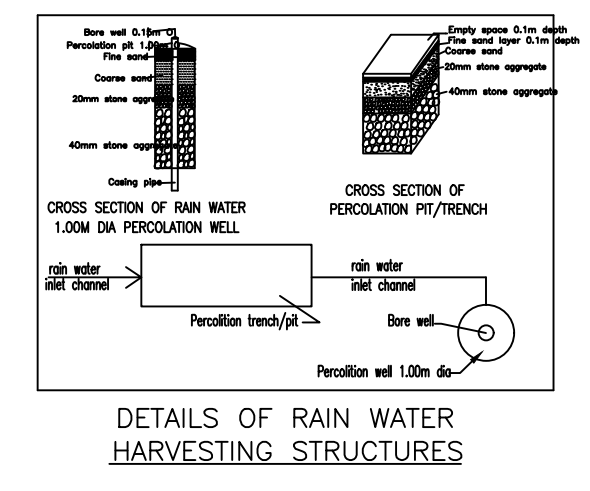 Bore well 0.15m O
Percolation pit 1.00m O
Fine sand
Coarse sand
20mm stone aggregate
40mm stone aggregate
Casing pipe
CROSS SECTION OF RAIN WATER
1.00M DIA PERCOLATION WELL
Empty space 0.1m depth
Fine sand layer 0.1m depth
Coarse sand
20mm stone aggregate
40mm stone aggregate
CROSS SECTION OF
PERCOLATION PIT/TRENCH
rain water
inlet channel
Percolition trench/pit
rain water
inlet channel
Bore well
Percolition well 1.00m dia
DETAILS OF RAIN WATER
HARVESTING STRUCTURES